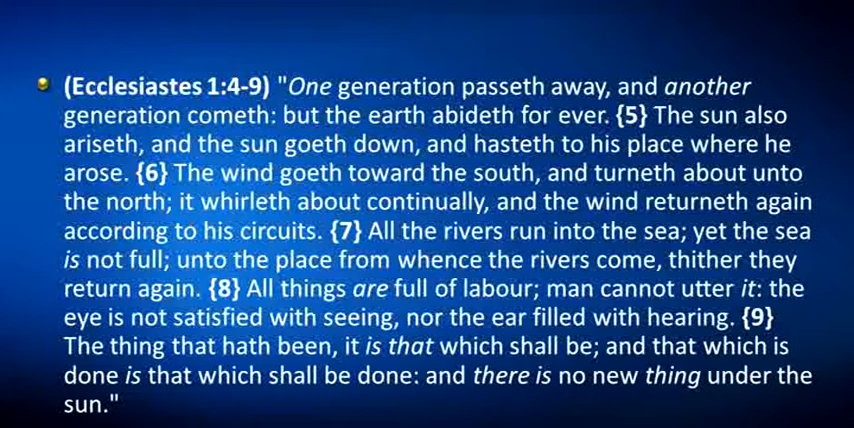 (Ecclesiastes 1:4-9) "One generation passeth away, and another
generation cometh: but the earth abideth for ever. {5} The sun also
ariseth, and the sun goeth down, and hasteth to his place where he
arose. {6} The wind goeth toward the south, and turneth about unto
the north; it whirleth about continually, and the wind returneth again
according to his circuits. {7} All the rivers run into the sea; yet the sea
is not full; unto the place from whence the rivers come, thither they
return again. {8} All things are full of labour; man cannot utter it: the
eye is not satisfied with seeing, nor the ear filled with hearing. {9}
The thing that hath been, it is that which shall be; and that which is
done is that which shall be done: and there is no new thing under the
sun."